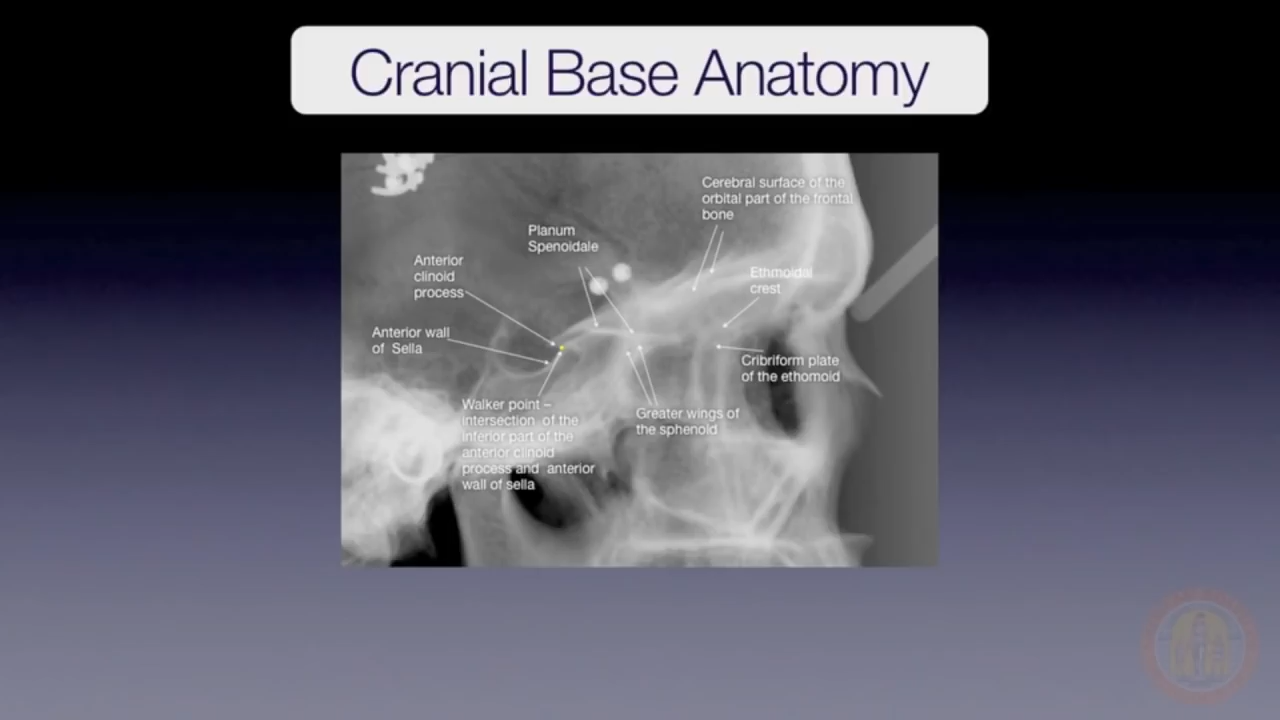 Cranial Base Anatomy
Cerebral surface of the
orbital part of the frontal
bone
Planum
Spenoidale
Anterior
clinoid
process
Ethmoidal
crest
Anterior wall
of Sella
Cribriform plate
of the ethomoid
Walker point –
intersection of the
inferior part of the
anterior clinoid
process and anterior
wall of sella
Greater wings of
the sphenoid